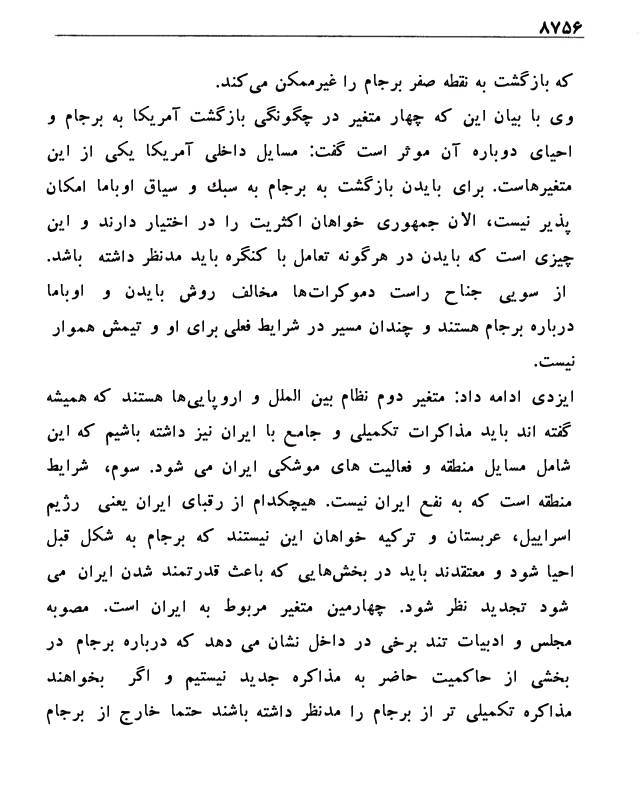 ۸۷۵۶
که بازگشت به نقطه صفر برجام را غیرممکن می‌کند.
وی با بیان این که چهار متغیر در چگونگی بازگشت آمریکا به برجام و
احیای دوباره آن موثر است گفت: مسایل داخلی آمریکا یکی از این
متغیرهاست. برای بایدن بازگشت به برجام به سبك و سیاق اوباما امکان
پذیر نیست، الان جمهوری خواهان اکثریت را در اختیار دارند و این
چیزی است که بایدن در هرگونه تعامل با کنگره باید مدنظر داشته باشد.
از سویی جناح راست دموکرات‌ها مخالف روش بایدن و اوباما
درباره برجام هستند و چندان مسیر در شرایط فعلی برای او و تیمش هموار
نیست.
ایزدی ادامه داد: متغیر دوم نظام بین الملل و اروپایی‌ها هستند که همیشه
گفته اند باید مذاکرات تکمیلی و جامع با ایران نیز داشته باشیم که این
شامل مسایل منطقه و فعالیت های موشکی ایران می شود. سوم، شرایط
منطقه است که به نفع ایران نیست. هیچکدام از رقبای ایران یعنی رژیم
اسراییل، عربستان و ترکیه خواهان این نیستند که برجام به شکل قبل
احیا شود و معتقدند باید در بخش‌هایی که باعث قدرتمند شدن ایران می
شود تجدید نظر شود. چهارمین متغیر مربوط به ایران است. مصوبه
مجلس و ادبیات تند برخی در داخل نشان می دهد که درباره برجام در
بخشی از حاکمیت حاضر به مذاکره جدید نیستیم و اگر بخواهند
مذاکره تکمیلی تر از برجام را مدنظر داشته باشند حتما خارج از برجام